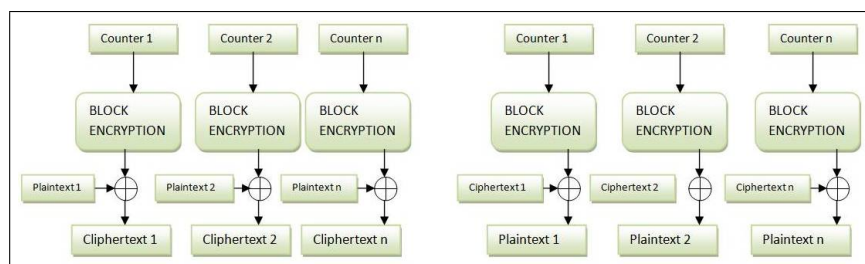 Counter 1 Counter 2 Counter n
BLOCK ENCRYPTION BLOCK ENCRYPTION BLOCK ENCRYPTION
Plaintext 1 Plaintext 2 Plaintext n
Cliphertext 1 Cliphertext 2 Cliphertext n
Counter 1 Counter 2 Counter n
BLOCK ENCRYPTION BLOCK ENCRYPTION BLOCK ENCRYPTION
Ciphertext 1 Ciphertext 2 Ciphertext n
Plaintext 1 Plaintext 2 Plaintext n